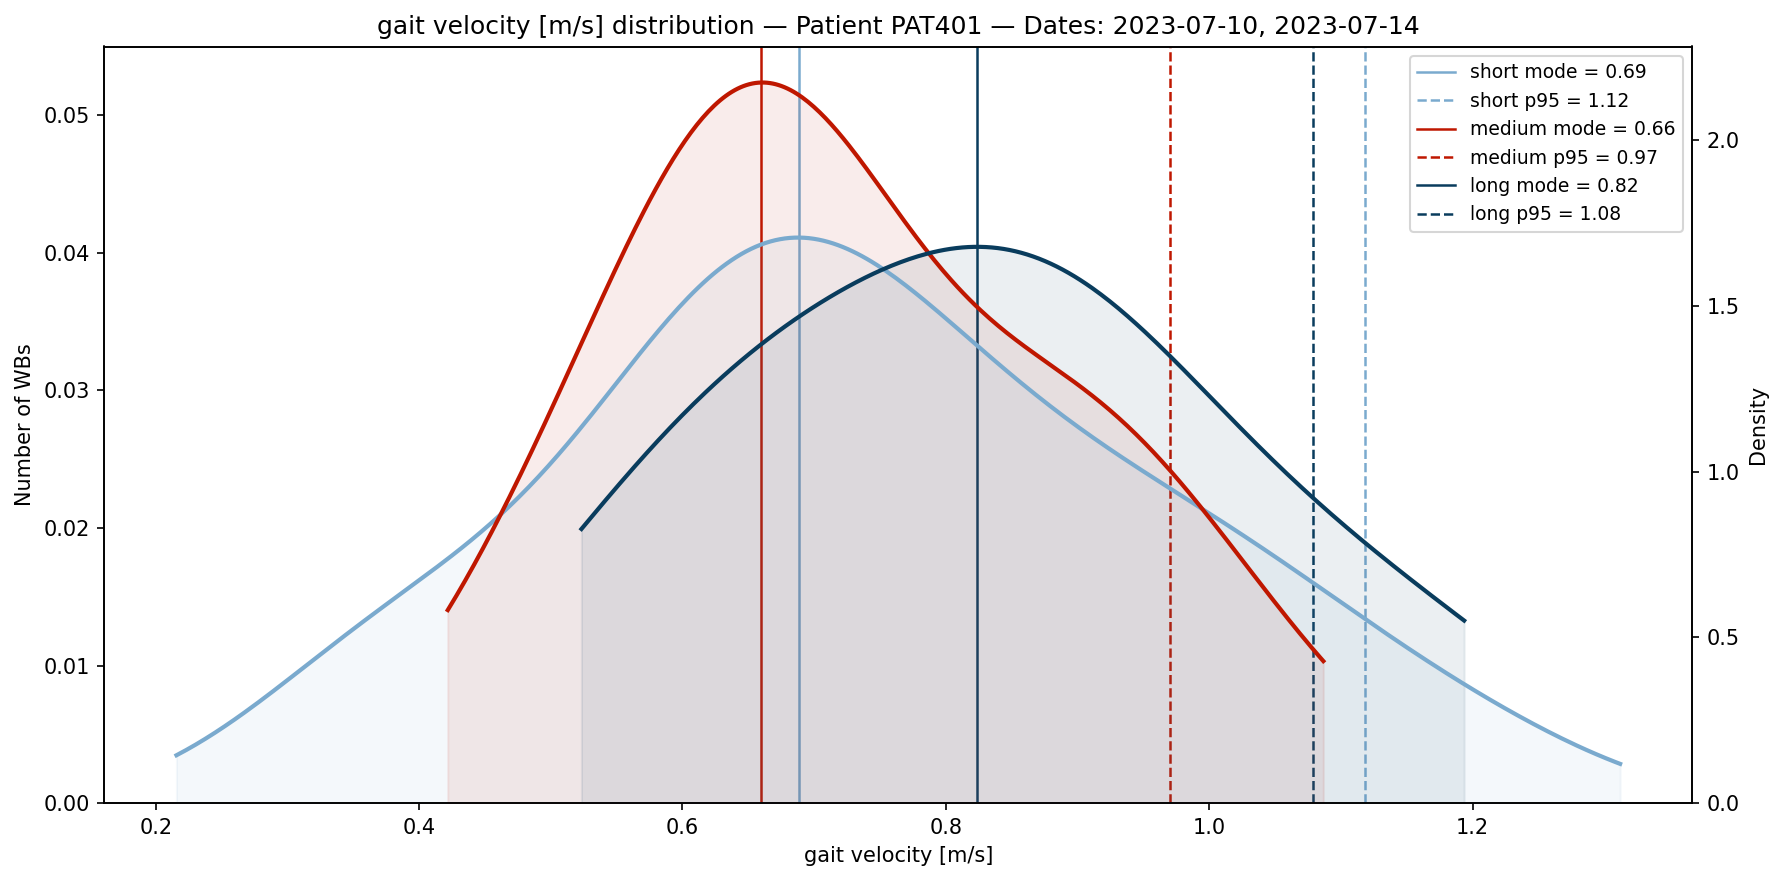 gait velocity [m/s] distribution — Patient PAT401 — Dates: 2023-07-10, 2023-07-14
short mode = 0.69
short p95 = 1.12
medium mode = 0.66
medium p95 = 0.97
long mode = 0.82
long p95 = 1.08
Number of WBs
0.05
0.04
0.03
0.02
0.01
0.00
2.0
1.5
1.0
0.5
0.0
Density
0.2 0.4 0.6 0.8 1.0 1.2
gait velocity [m/s]